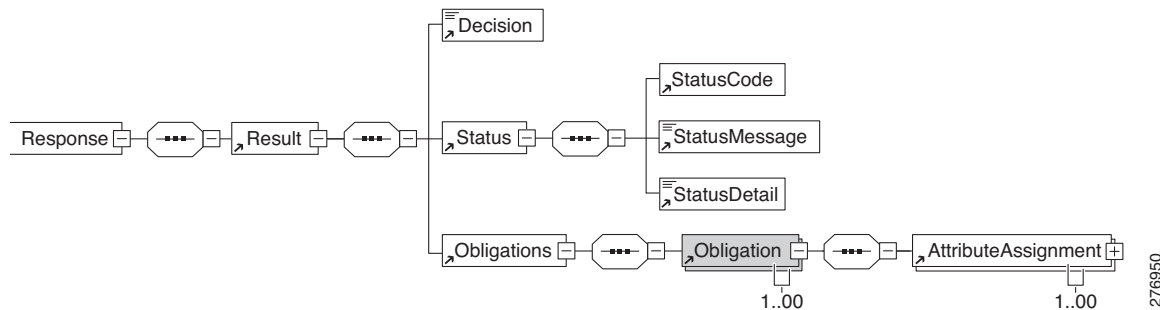 Decision
StatusCode
Response
Result
Status
StatusMessage
StatusDetail
Obligations
Obligation
AttributeAssignment
1..00
1..00
276950